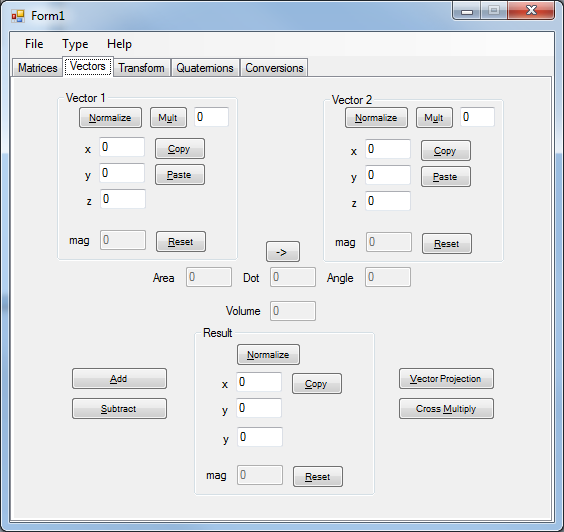 Form1
File Type Help
Matrices Vectors Transform Quaternions Conversions
Vector 1
Normalize Mult 0
x 0 Copy
y 0 Paste
z 0
mag 0 Reset
Vector 2
Normalize Mult 0
x 0 Copy
y 0 Paste
z 0
mag 0 Reset
->
Area 0 Dot 0 Angle 0
Volume 0
Result
Normalize
x 0 Copy
y 0
y 0
mag 0 Reset
Add
Subtract
Vector Projection
Cross Multiply